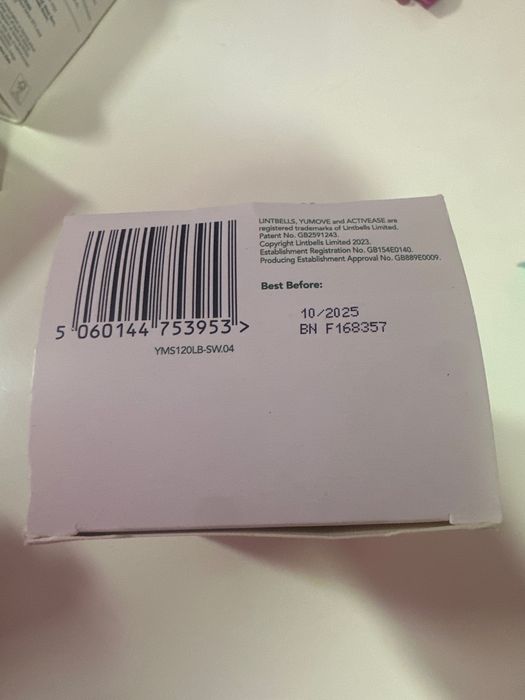 LINTBELLS, YUMOVE and ACTIVEASE are
registered trademarks of Lintbells Limited.
Patent No. GB2591243.
Copyright Lintbells Limited 2023.
Establishment Registration No. GB154E0140.
Producing Establishment Approval No. GB889E0009.
Best Before:
10/2025
BN F168357
5 060144 753953 >
YMS120LB-SW.04